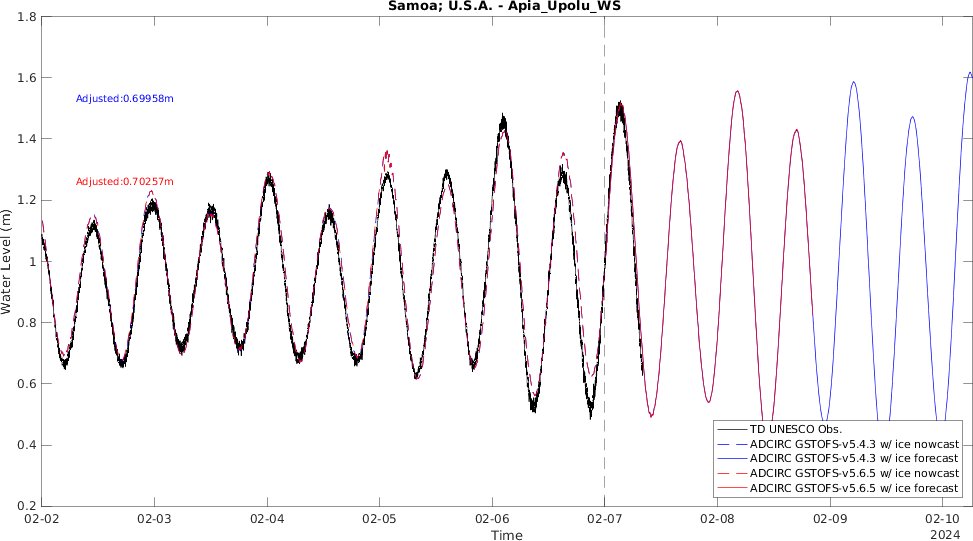 Samoa; U.S.A. - Apia_Upolu_WS
1.8
1.6
1.4
1.2
1
0.8
0.6
0.4
0.2
Water Level (m)
Adjusted:0.69958m
Adjusted:0.70257m
TD UNESCO Obs.
ADCIRC GSTOFS-v5.4.3 w/ ice nowcast
ADCIRC GSTOFS-v5.4.3 w/ ice forecast
ADCIRC GSTOFS-v5.6.5 w/ ice nowcast
ADCIRC GSTOFS-v5.6.5 w/ ice forecast
02-02 02-03 02-04 02-05 02-06 02-07 02-08 02-09 02-10
Time
2024